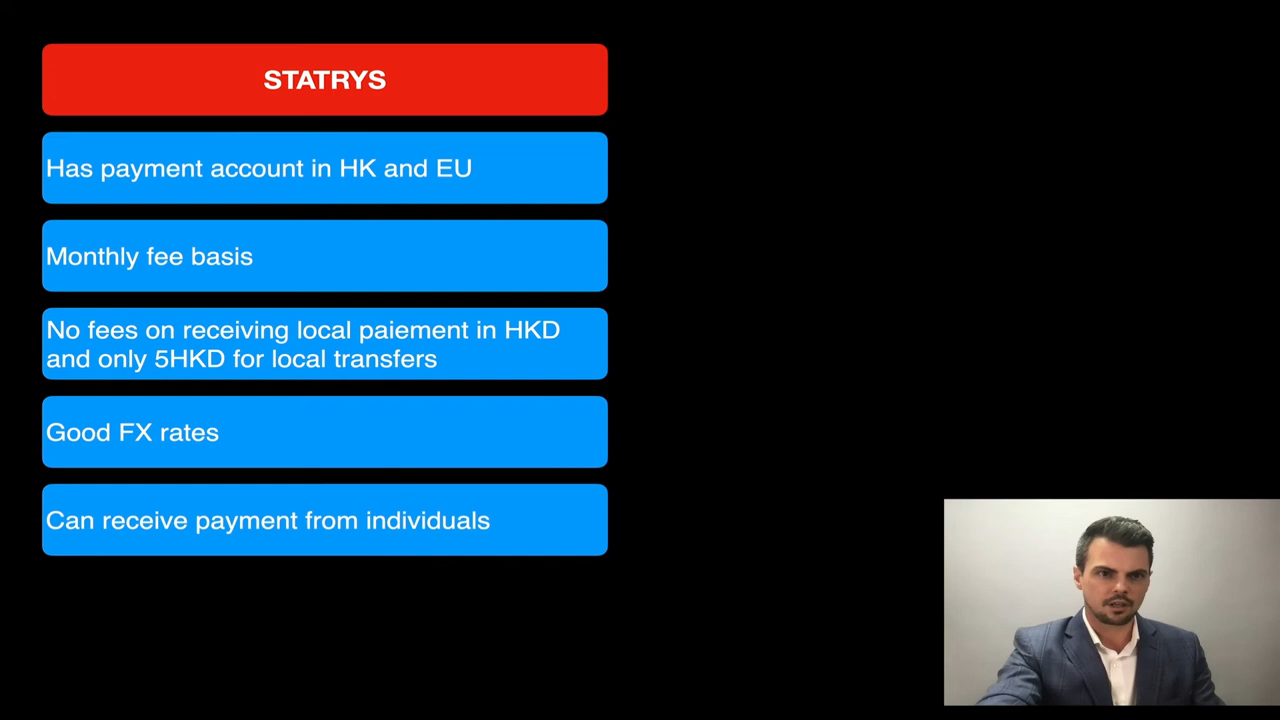 STATRYS
Has payment account in HK and EU
Monthly fee basis
No fees on receiving local paiement in HKD
and only 5HKD for local transfers
Good FX rates
Can receive payment from individuals